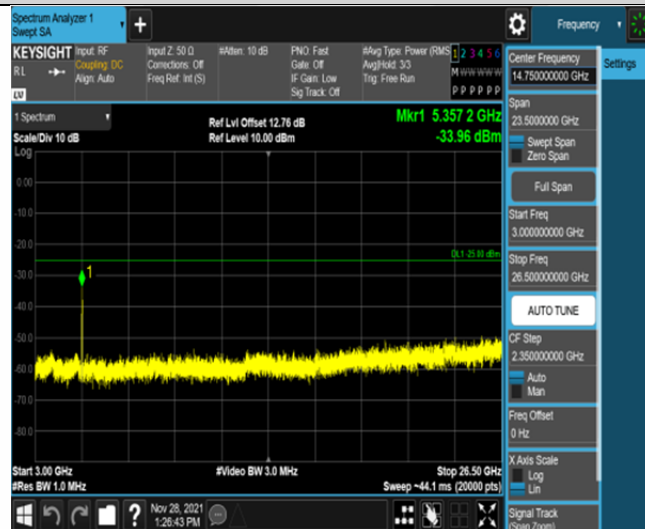 Spectrum Analyzer 1
Swept SA
Frequency
KEYSIGHT
RL
LXI
Input: RF
Coupling: DC
Align: Auto
Input Z: 50 Ω
Corrections: Off
Freq Ref: Int (S)
#Atten: 10 dB
PNO: Fast
Gate: Off
IF Gain: Low
Sig Track: Off
#Avg Type: Power (RMS
Avg|Hold: 3/3
Trig: Free Run
1 2 3 4 5 6
M W W W W W
P P P P P P
1 Spectrum
Scale/Div 10 dB
Log
Ref Lvl Offset 12.76 dB
Ref Level 10.00 dBm
Mkr1 5.357 2 GHz
-33.96 dBm
0.00
-10.0
-20.0
-30.0
-40.0
-50.0
-60.0
-70.0
-80.0
DL1 -25.00 dBm
1
Start 3.00 GHz
#Res BW 1.0 MHz
#Video BW 3.0 MHz
Stop 26.50 GHz
Sweep ~44.1 ms (20000 pts)
Center Frequency
14.750000000 GHz
Settings
Span
23.5000000 GHz
Swept Span
Zero Span
Full Span
Start Freq
3.000000000 GHz
Stop Freq
26.500000000 GHz
AUTO TUNE
CF Step
2.350000000 GHz
Auto
Man
Freq Offset
0 Hz
X Axis Scale
Log
Lin
Signal Track
(Span Zoom)
Nov 28, 2021
1:26:43 PM